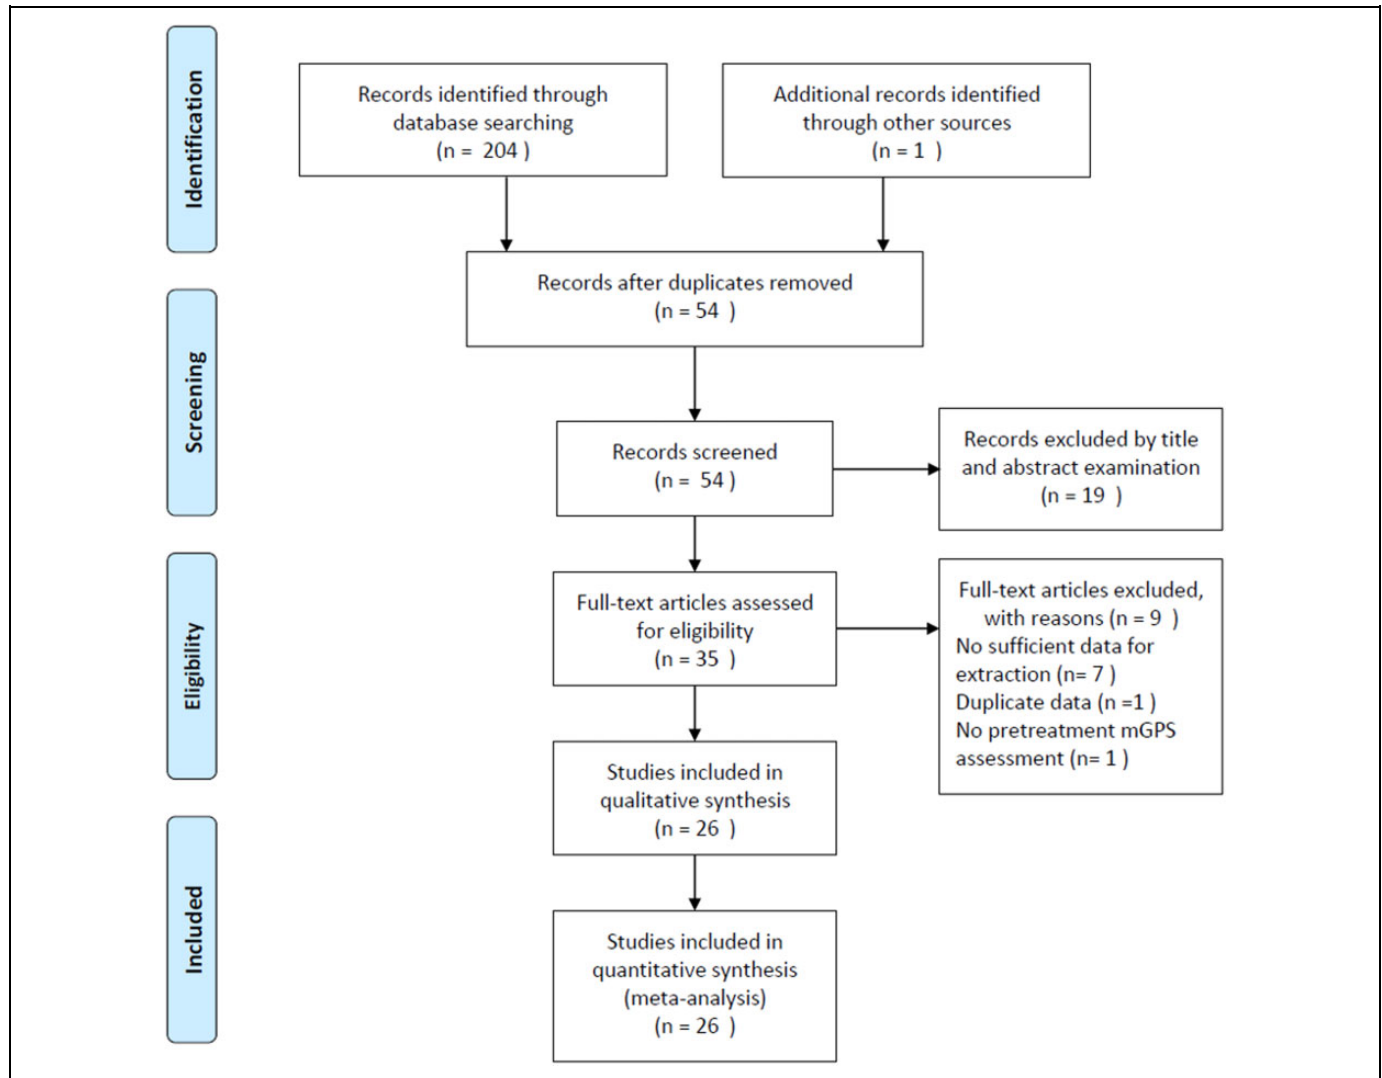 Identification
Records identified through
database searching
(n = 204 )
Additional records identified
through other sources
(n = 1 )
Records after duplicates removed
(n = 54 )
Screening
Records screened
(n = 54 )
Records excluded by title
and abstract examination
(n = 19 )
Eligibility
Full-text articles assessed
for eligibility
(n = 35 )
Full-text articles excluded,
with reasons (n = 9 )
No sufficient data for
extraction (n= 7 )
Duplicate data (n =1 )
No pretreatment mGPS
assessment (n= 1 )
Studies included in
qualitative synthesis
(n = 26 )
Included
Studies included in
quantitative synthesis
(meta-analysis)
(n = 26 )